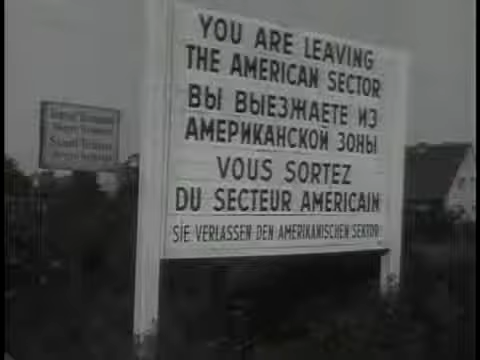 YOU ARE LEAVING
THE AMERICAN SECTOR
ВЫ ВЫЕЗЖАЕТЕ ИЗ
АМЕРИКАНСКОЙ ЗОНЫ
VOUS SORTEZ
DU SECTEUR AMERICAIN
SIE VERLASSEN DEN AMERIKANISCHEN SEKTOR